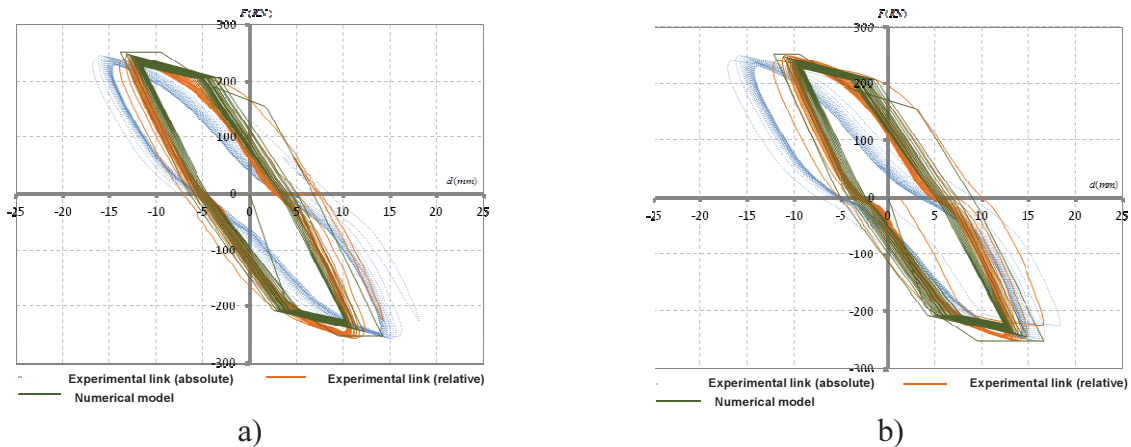 F(KN)
300
200
100
d(mm)
0
-25 -20 -15 -10 -5 0 5 10 15 20 25
-100
-200
-300
Experimental link (absolute) Experimental link (relative)
Numerical model
a)
F(KN)
300
200
100
d(mm)
0
-25 -20 -15 -10 -5 0 5 10 15 20 25
-100
-200
-300
Experimental link (absolute) Experimental link (relative)
Numerical model
b)